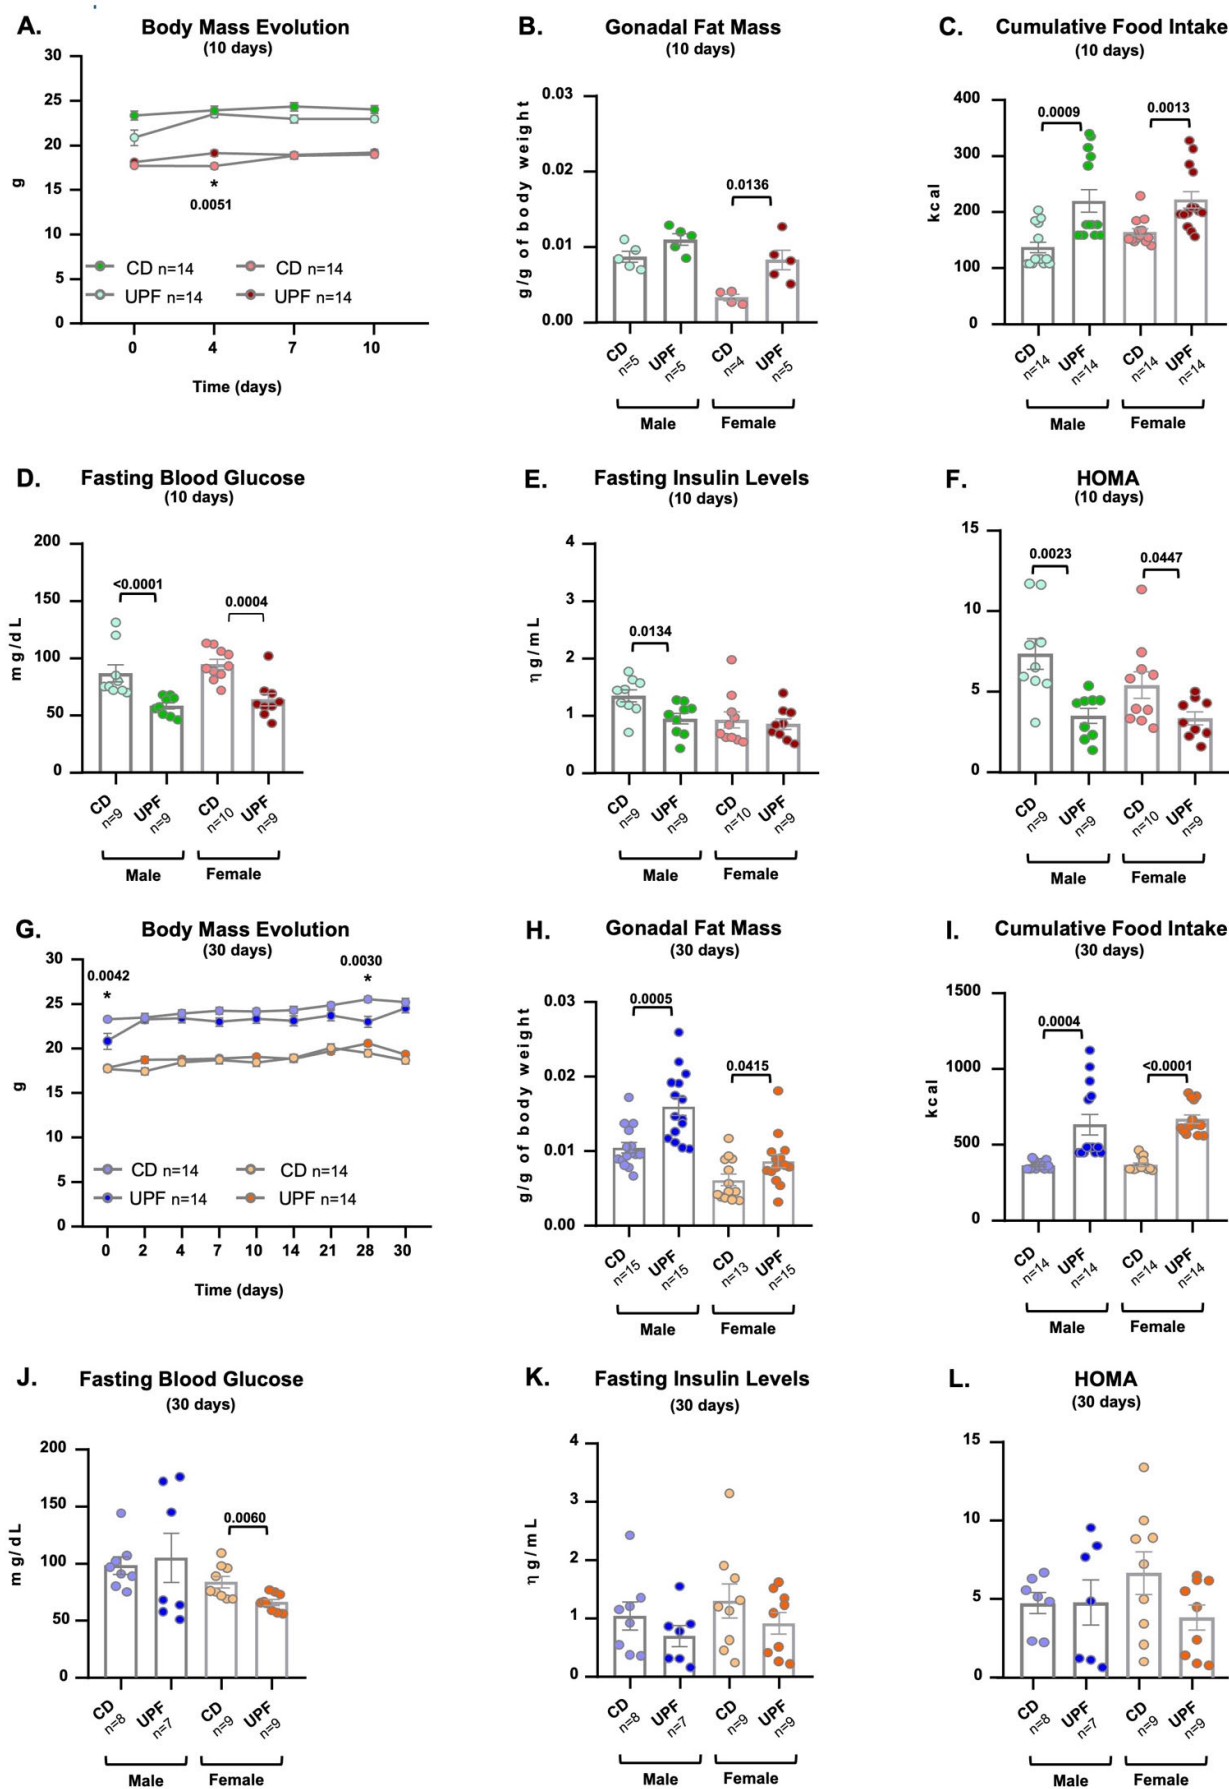 A. Body Mass Evolution
(10 days)
30
25
20
15
10
5
0
g
*
0.0051
CD n=14
UPF n=14
CD n=14
UPF n=14
0 4 7 10
Time (days)
B. Gonadal Fat Mass
(10 days)
0.03
0.02
0.01
0.00
g/g of body weight
0.0136
CD n=5
UPF n=5
CD n=4
UPF n=5
Male Female
C. Cumulative Food Intake
(10 days)
400
300
200
100
0
kcal
0.0009
0.0013
CD n=14
UPF n=14
CD n=14
UPF n=14
Male Female
D. Fasting Blood Glucose
(10 days)
200
150
100
50
0
mg/dL
<0.0001
0.0004
CD n=9
UPF n=9
CD n=10
UPF n=9
Male Female
E. Fasting Insulin Levels
(10 days)
4
3
2
1
0
ηg/mL
0.0134
CD n=9
UPF n=9
CD n=10
UPF n=9
Male Female
F. HOMA
(10 days)
15
10
5
0
0.0023
0.0447
CD n=9
UPF n=9
CD n=10
UPF n=9
Male Female
G. Body Mass Evolution
(30 days)
30
25
20
15
10
5
0
g
0.0042
*
0.0030
*
CD n=14
UPF n=14
CD n=14
UPF n=14
0 2 4 7 10 14 21 28 30
Time (days)
H. Gonadal Fat Mass
(30 days)
0.03
0.02
0.01
0.00
g/g of body weight
0.0005
0.0415
CD n=15
UPF n=15
CD n=13
UPF n=15
Male Female
I. Cumulative Food Intake
(30 days)
1500
1000
500
0
kcal
0.0004
<0.0001
CD n=14
UPF n=14
CD n=14
UPF n=14
Male Female
J. Fasting Blood Glucose
(30 days)
200
150
100
50
0
mg/dL
0.0060
CD n=8
UPF n=7
CD n=9
UPF n=9
Male Female
K. Fasting Insulin Levels
(30 days)
4
3
2
1
0
ηg/mL
CD n=8
UPF n=7
CD n=9
UPF n=9
Male Female
L. HOMA
(30 days)
15
10
5
0
CD n=8
UPF n=7
CD n=9
UPF n=9
Male Female